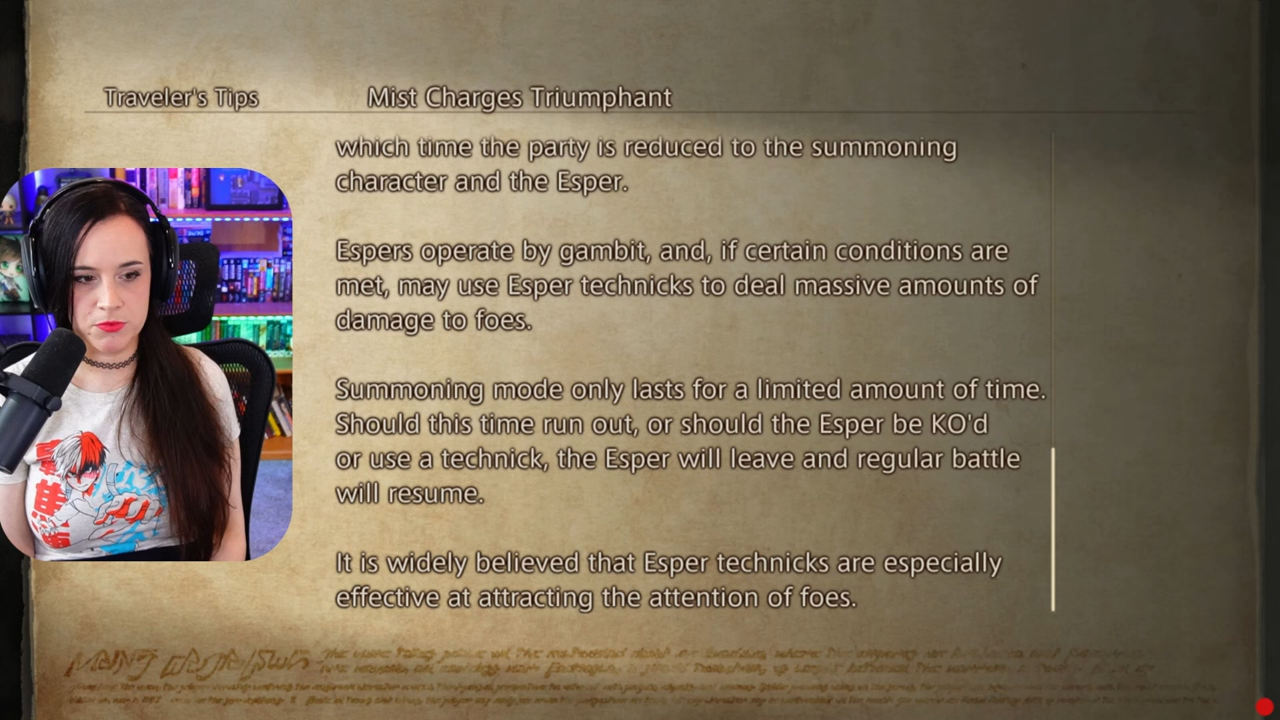 Traveler's Tips
Mist Charges Triumphant
which time the party is reduced to the summoning
character and the Esper.
Espers operate by gambit, and, if certain conditions are
met, may use Esper technicks to deal massive amounts of
damage to foes.
Summoning mode only lasts for a limited amount of time.
Should this time run out, or should the Esper be KO'd
or use a technick, the Esper will leave and regular battle
will resume.
It is widely believed that Esper technicks are especially
effective at attracting the attention of foes.